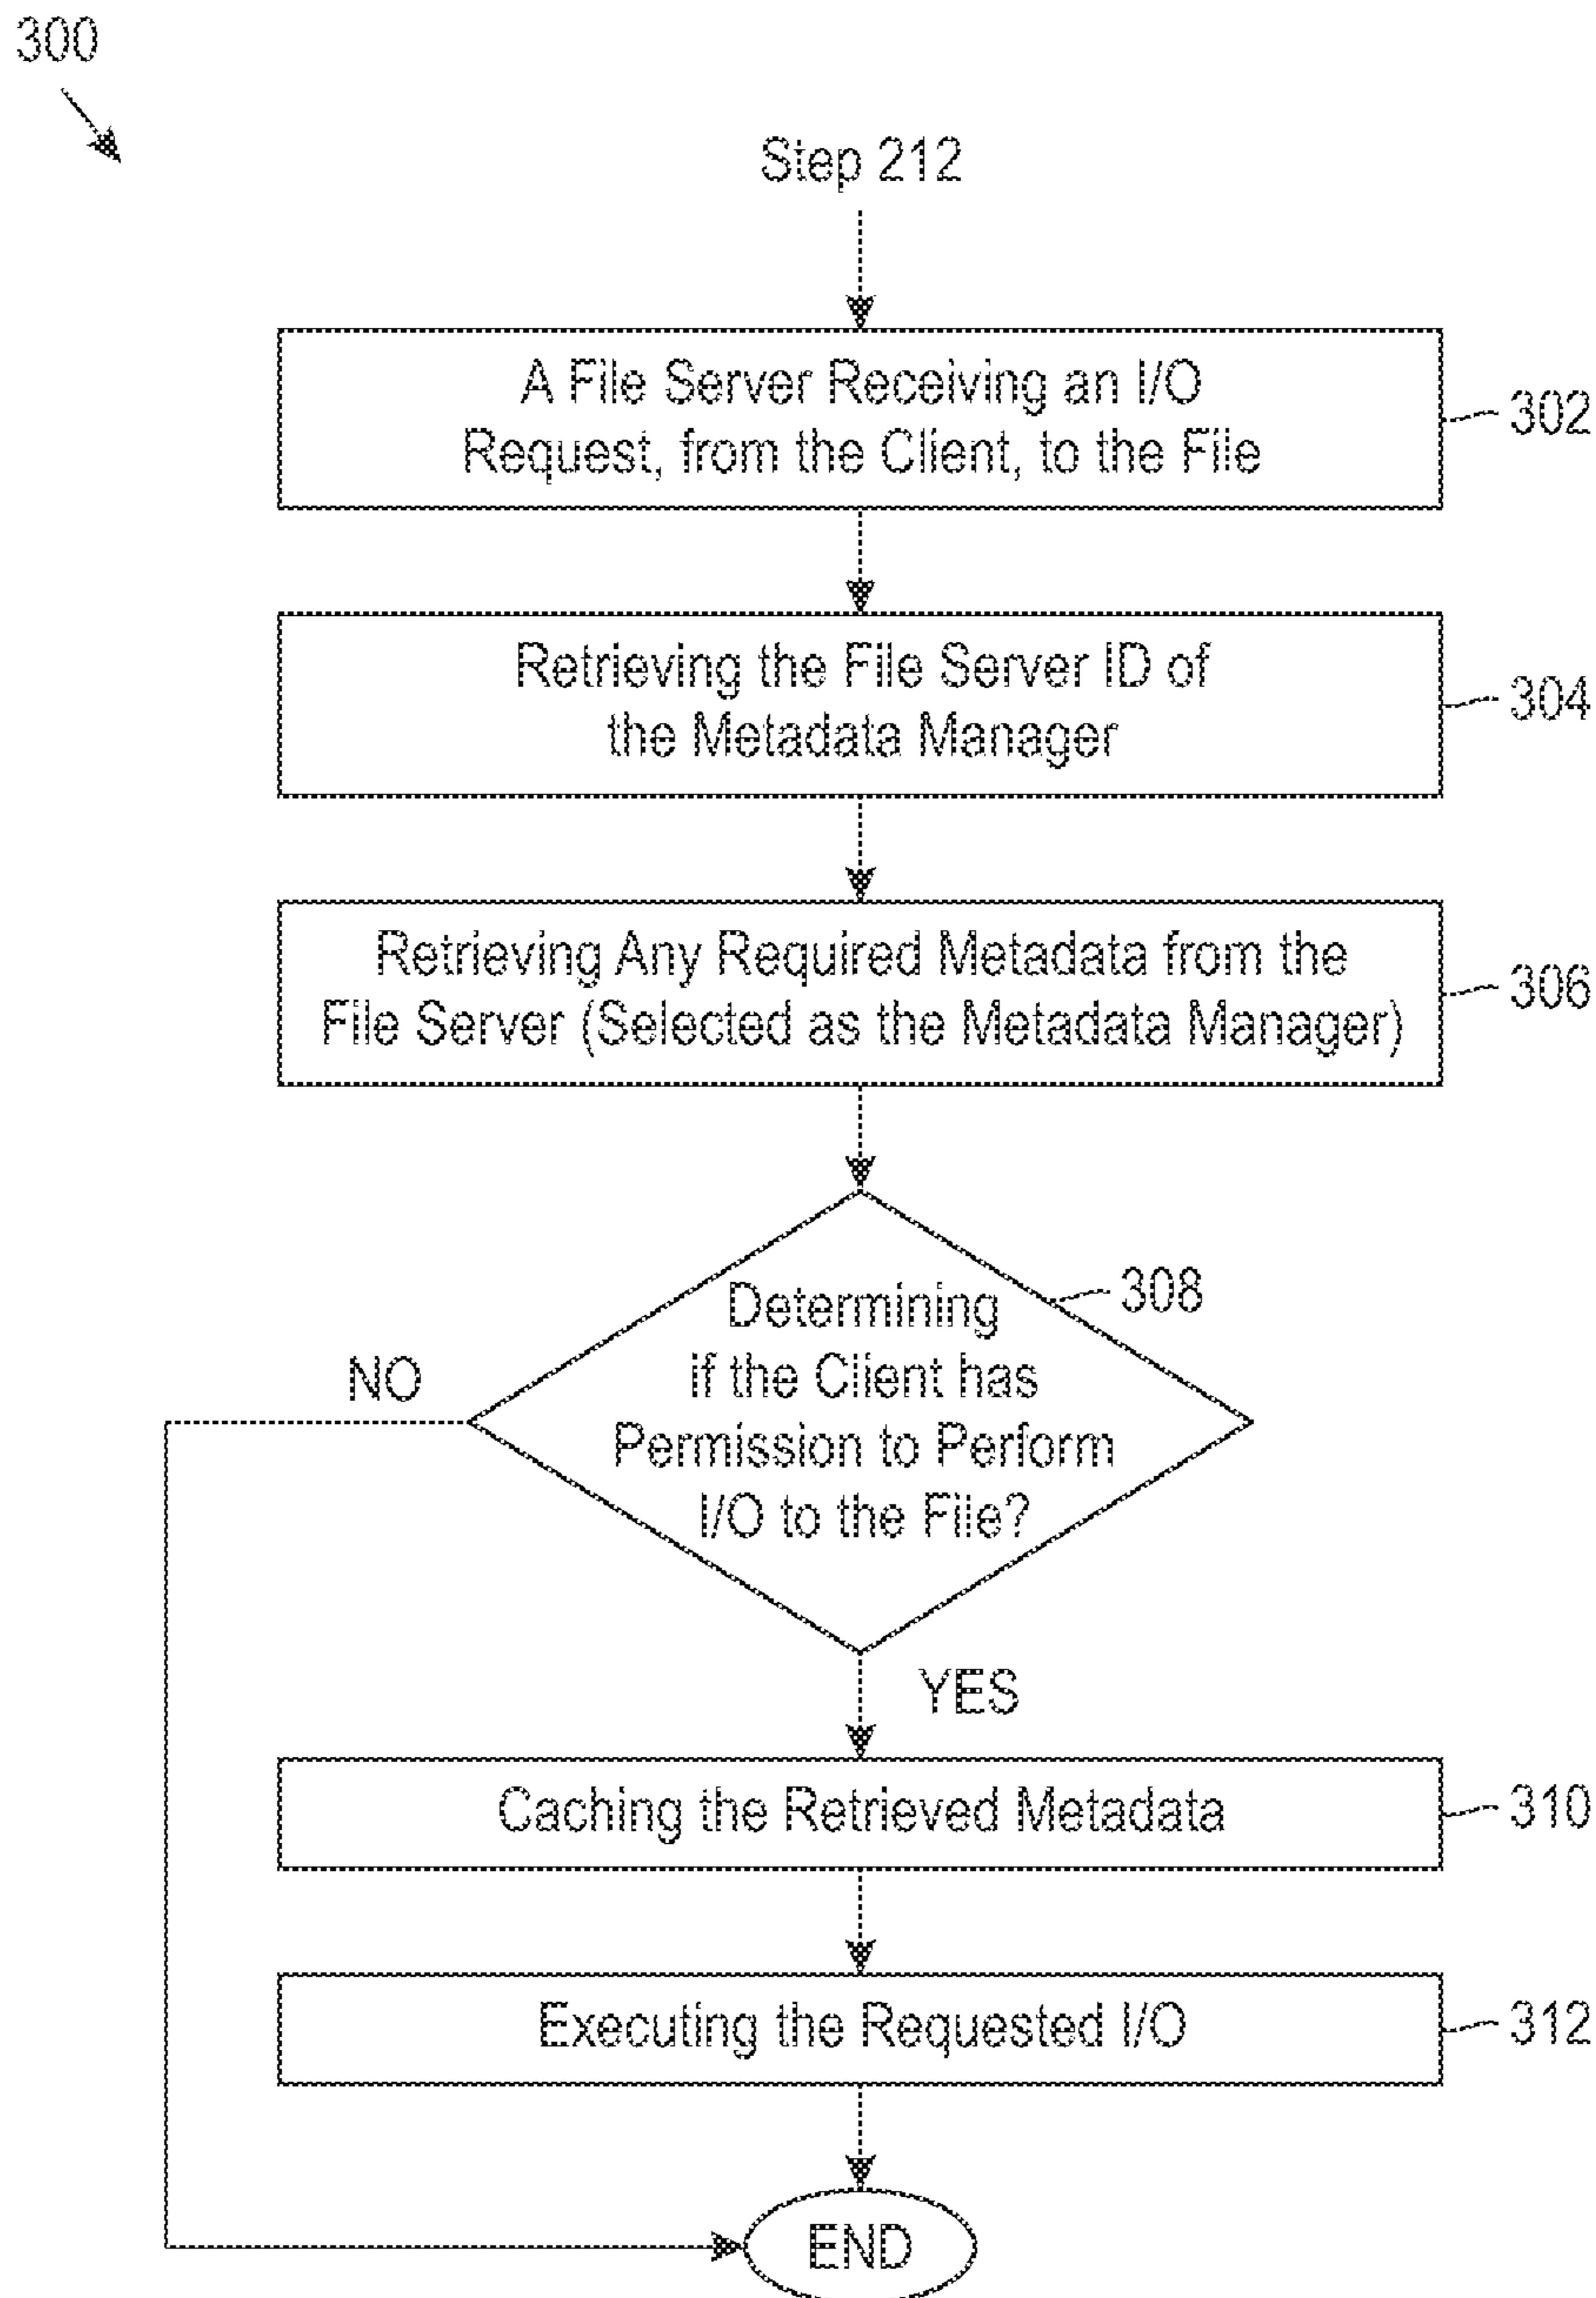 300
Step 212
A File Server Receiving an I/O
Request, from the Client, to the File
302
Retrieving the File Server ID of
the Metadata Manager
304
Retrieving Any Required Metadata from the
File Server (Selected as the Metadata Manager)
306
308
Determining
if the Client has
Permission to Perform
I/O to the File?
NO
YES
Caching the Retrieved Metadata
310
Executing the Requested I/O
312
END